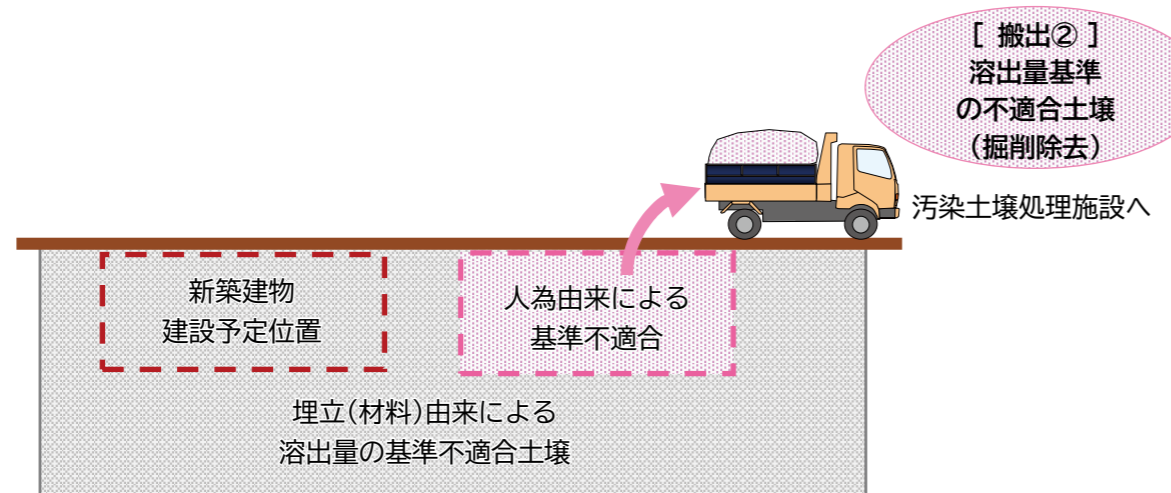 [ 搬出② ]
溶出量基準
の不適合土壌
（掘削除去）
汚染土壌処理施設へ
新築建物
建設予定位置
人為由来による
基準不適合
埋立（材料）由来による
溶出量の基準不適合土壌